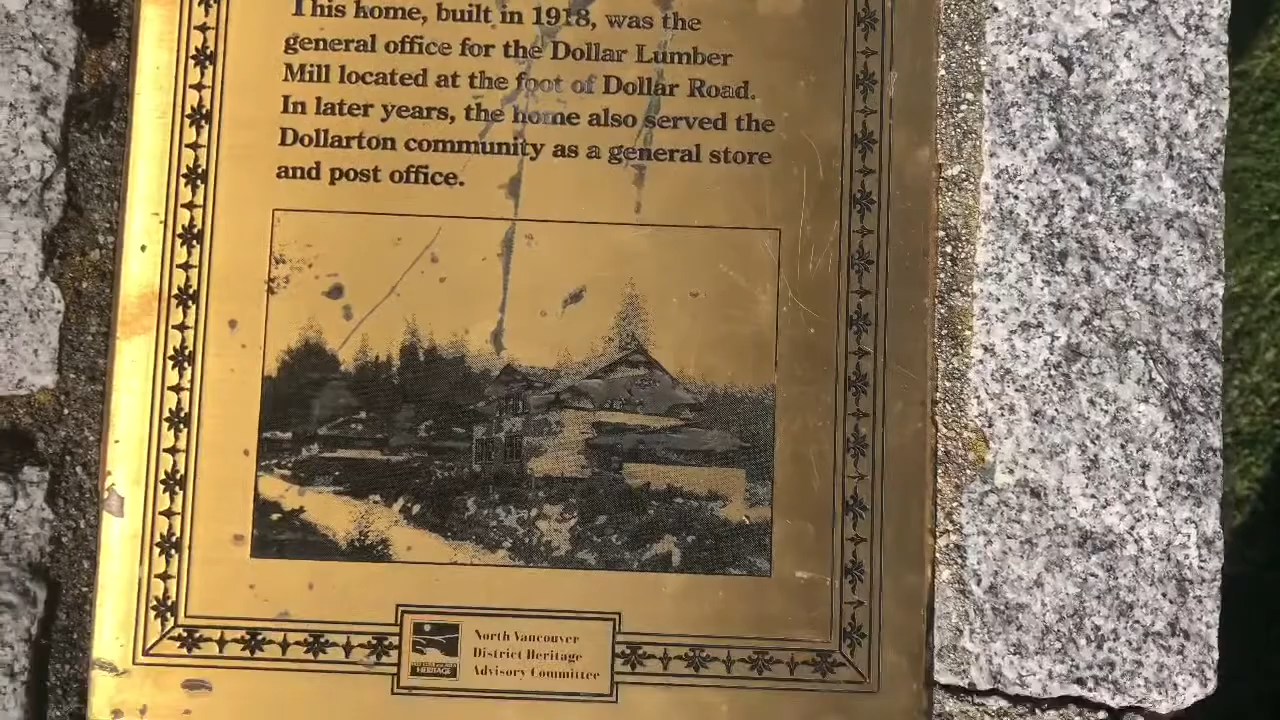 This home, built in 1918, was the
general office for the Dollar Lumber
Mill located at the foot of Dollar Road.
In later years, the home also served the
Dollarton community as a general store
and post office.
North Vancouver
District Heritage
Advisory Committee
HERITAGE